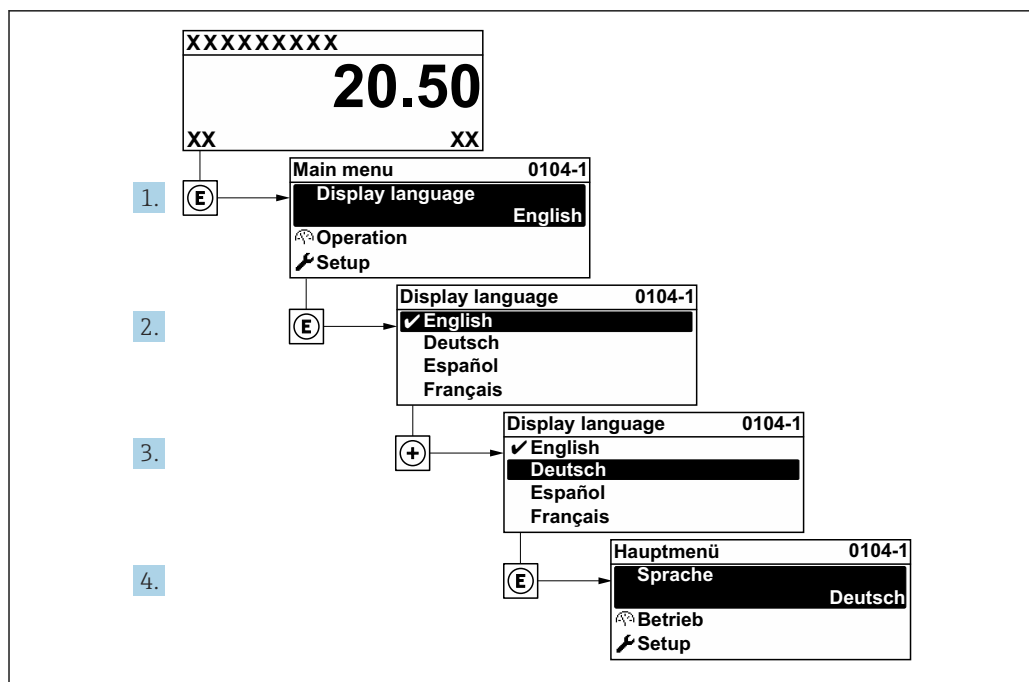 XXXXXXXXX
20.50
XX XX
1. E
Main menu 0104-1
Display language
English
Operation
Setup
2. E
Display language 0104-1
✔ English
Deutsch
Español
Français
3. +
Display language 0104-1
✔ English
Deutsch
Español
Français
4. E
Hauptmenü 0104-1
Sprache
Deutsch
Betrieb
Setup